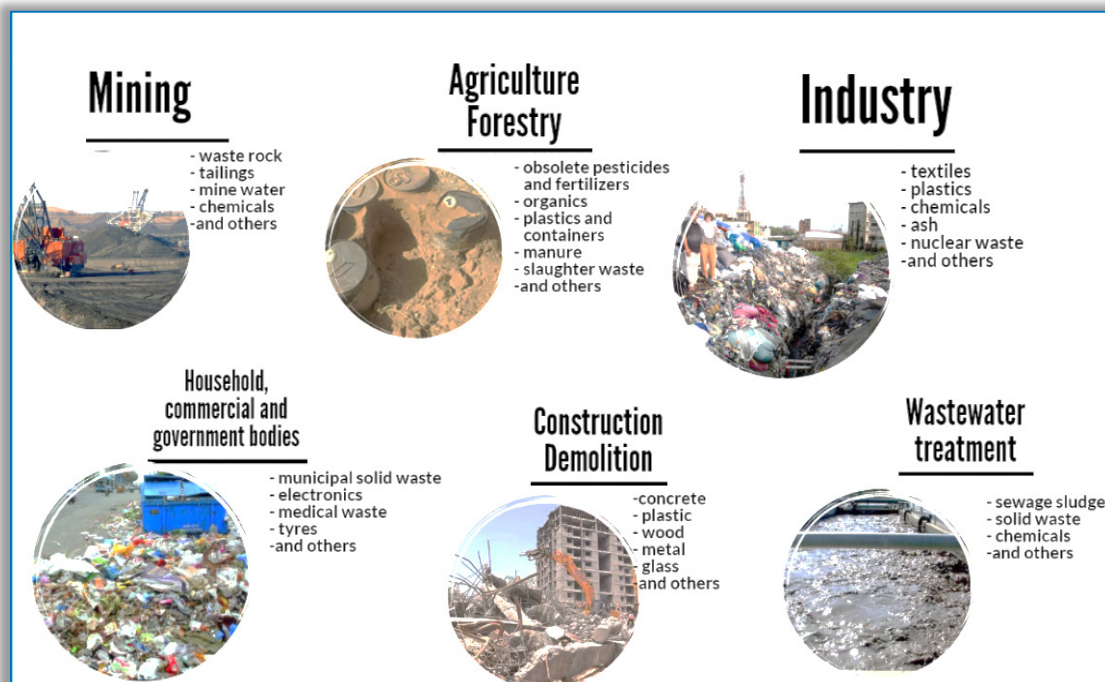 Mining
- waste rock
- tailings
- mine water
- chemicals
-and others
Agriculture
Forestry
- obsolete pesticides
and fertilizers
- organics
- plastics and
containers
- manure
- slaughter waste
-and others
Industry
- textiles
- plastics
- chemicals
- ash
- nuclear waste
-and others
Household,
commercial and
government bodies
- municipal solid waste
- electronics
- medical waste
- tyres
-and others
Construction
Demolition
-concrete
- plastic
- wood
- metal
- glass
-and others
Wastewater
treatment
- sewage sludge
- solid waste
- chemicals
-and others